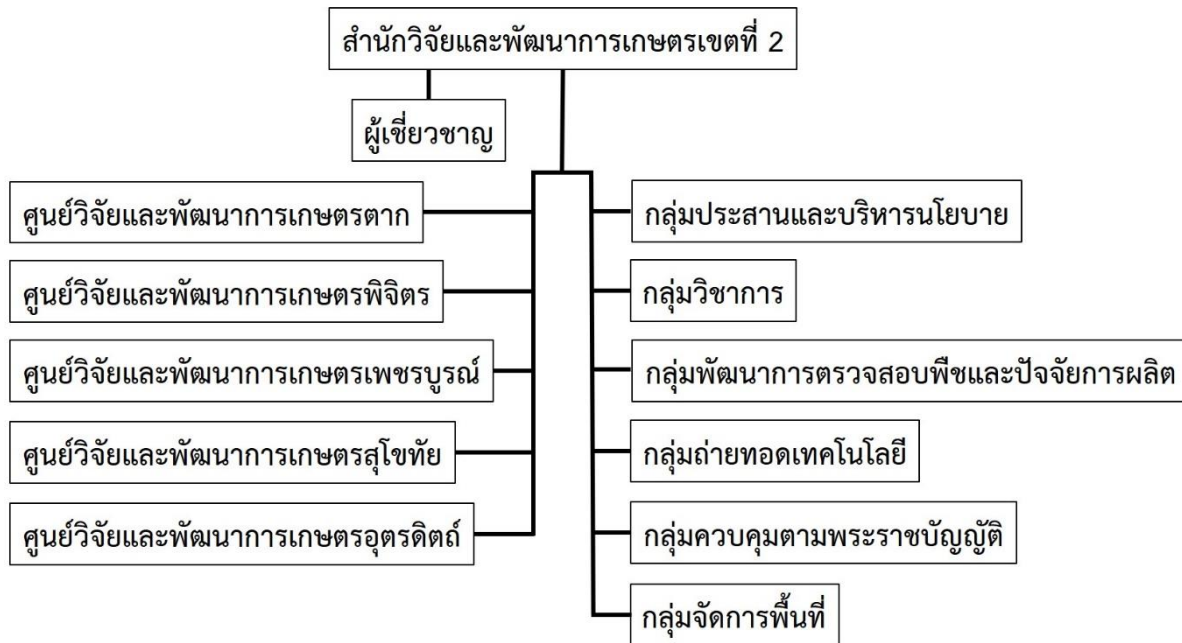 สำนักวิจัยและพัฒนาการเกษตรเขตที่ 2
ผู้เชี่ยวชาญ
ศูนย์วิจัยและพัฒนาการเกษตรตาก
ศูนย์วิจัยและพัฒนาการเกษตรพิจิตร
ศูนย์วิจัยและพัฒนาการเกษตรเพชรบูรณ์
ศูนย์วิจัยและพัฒนาการเกษตรสุโขทัย
ศูนย์วิจัยและพัฒนาการเกษตรอุตรดิตถ์
กลุ่มประสานและบริหารนโยบาย
กลุ่มวิชาการ
กลุ่มพัฒนาการตรวจสอบพืชและปัจจัยการผลิต
กลุ่มถ่ายทอดเทคโนโลยี
กลุ่มควบคุมตามพระราชบัญญัติ
กลุ่มจัดการพื้นที่